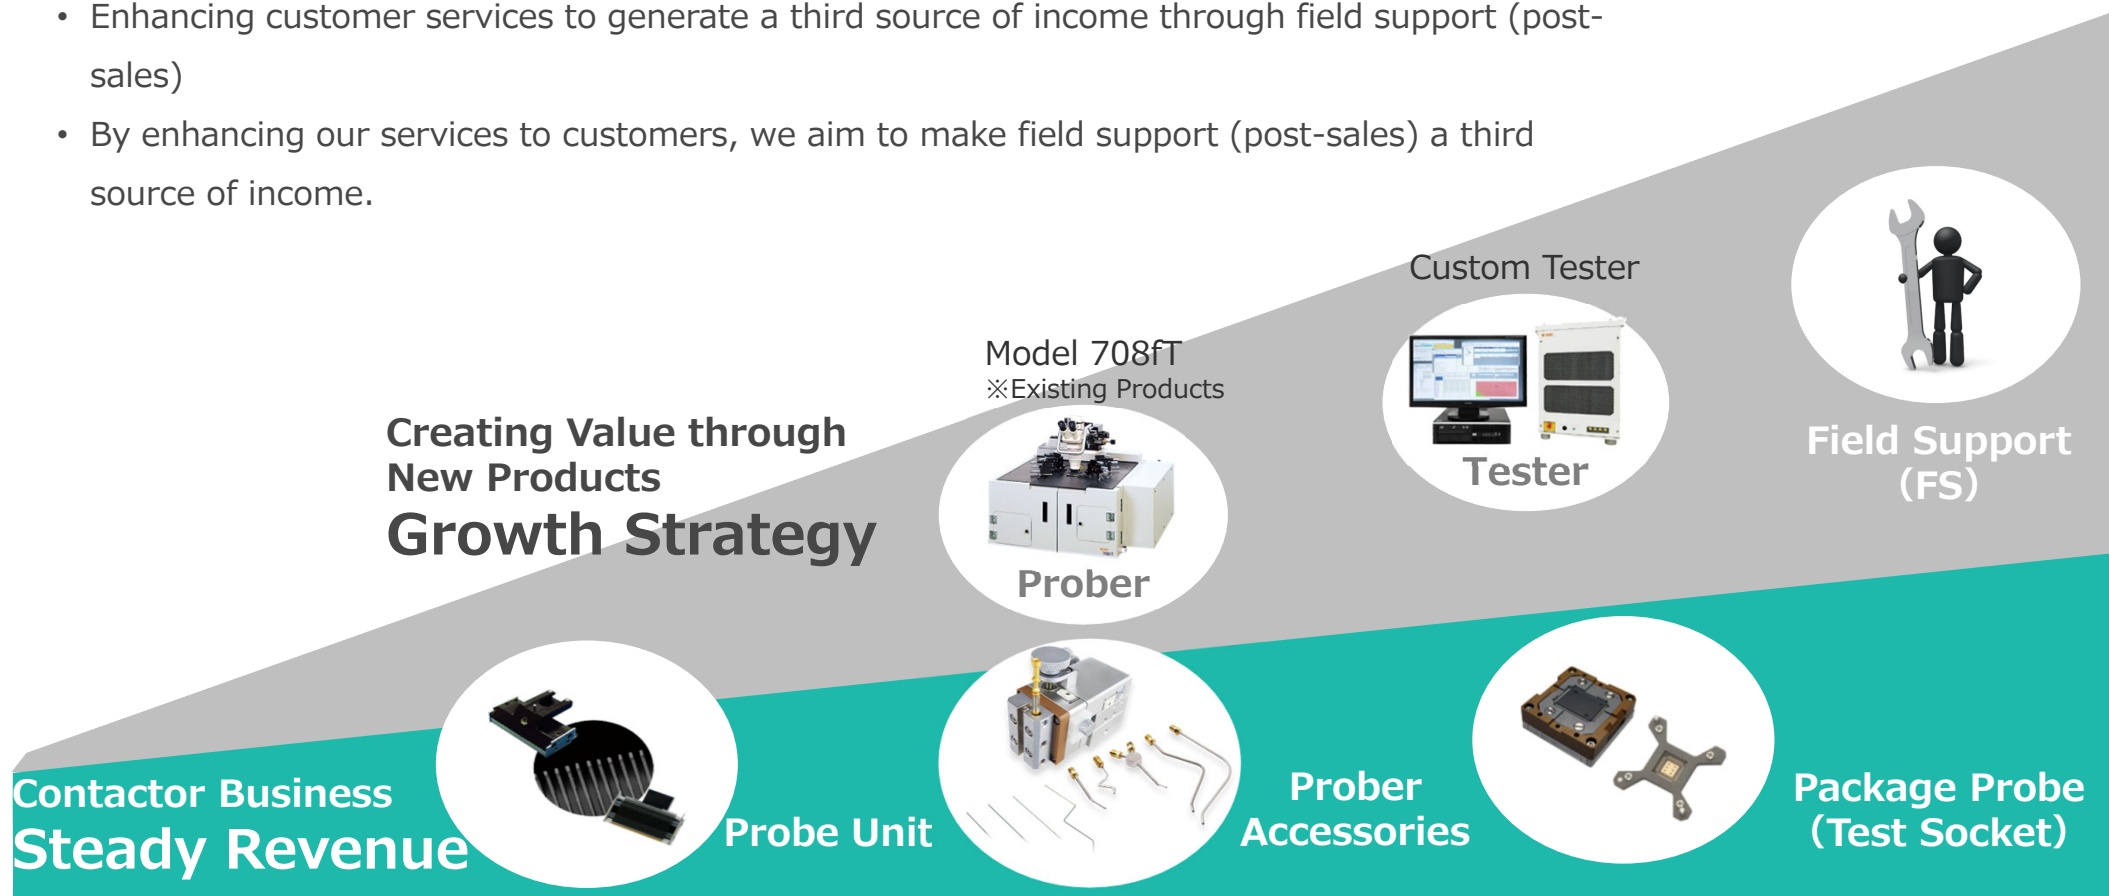 • Enhancing customer services to generate a third source of income through field support (post-
sales)
• By enhancing our services to customers, we aim to make field support (post-sales) a third
source of income.
Custom Tester
Model 708fT
※Existing Products
Creating Value through
New Products
Growth Strategy
Prober
Tester
Field Support
(FS)
Contactor Business
Steady Revenue
Probe Unit
Prober
Accessories
Package Probe
(Test Socket)